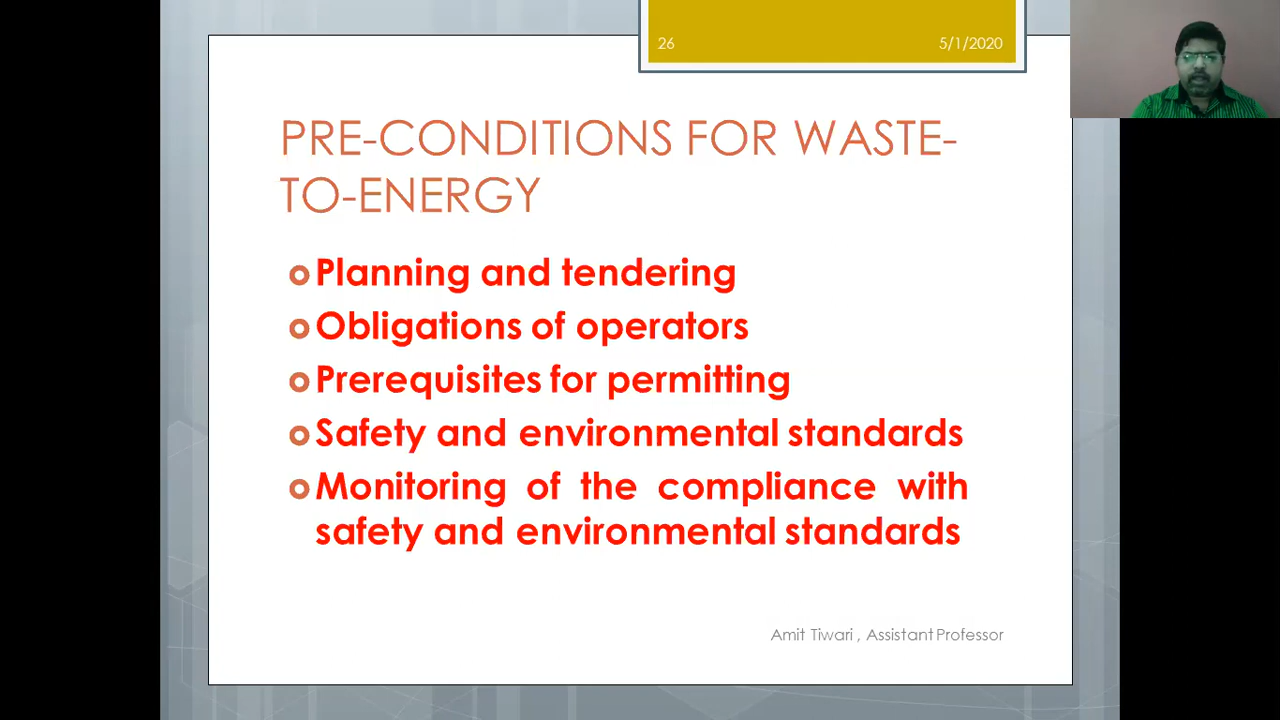 26
5/1/2020
PRE-CONDITIONS FOR WASTE-
TO-ENERGY
Planning and tendering
Obligations of operators
Prerequisites for permitting
Safety and environmental standards
Monitoring of the compliance with
safety and environmental standards
Amit Tiwari , Assistant Professor